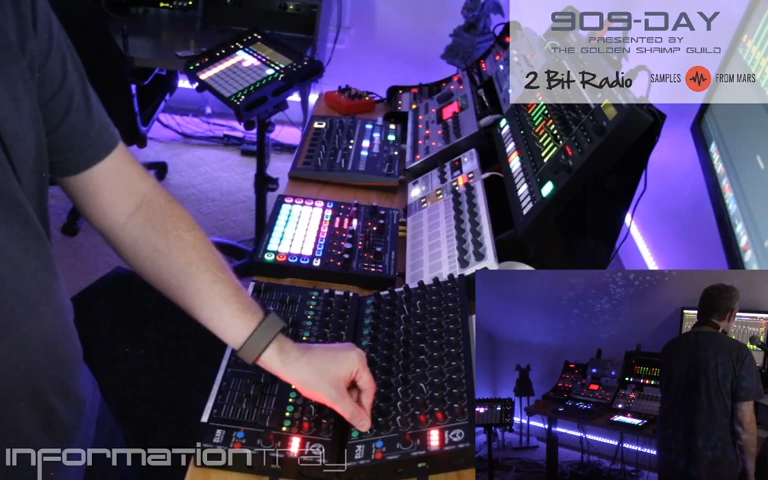 909-DAY
PRESENTED BY
THE GOLDEN SHRIMP GUILD
2 Bit Radio
SAMPLES FROM MARS
informationTray